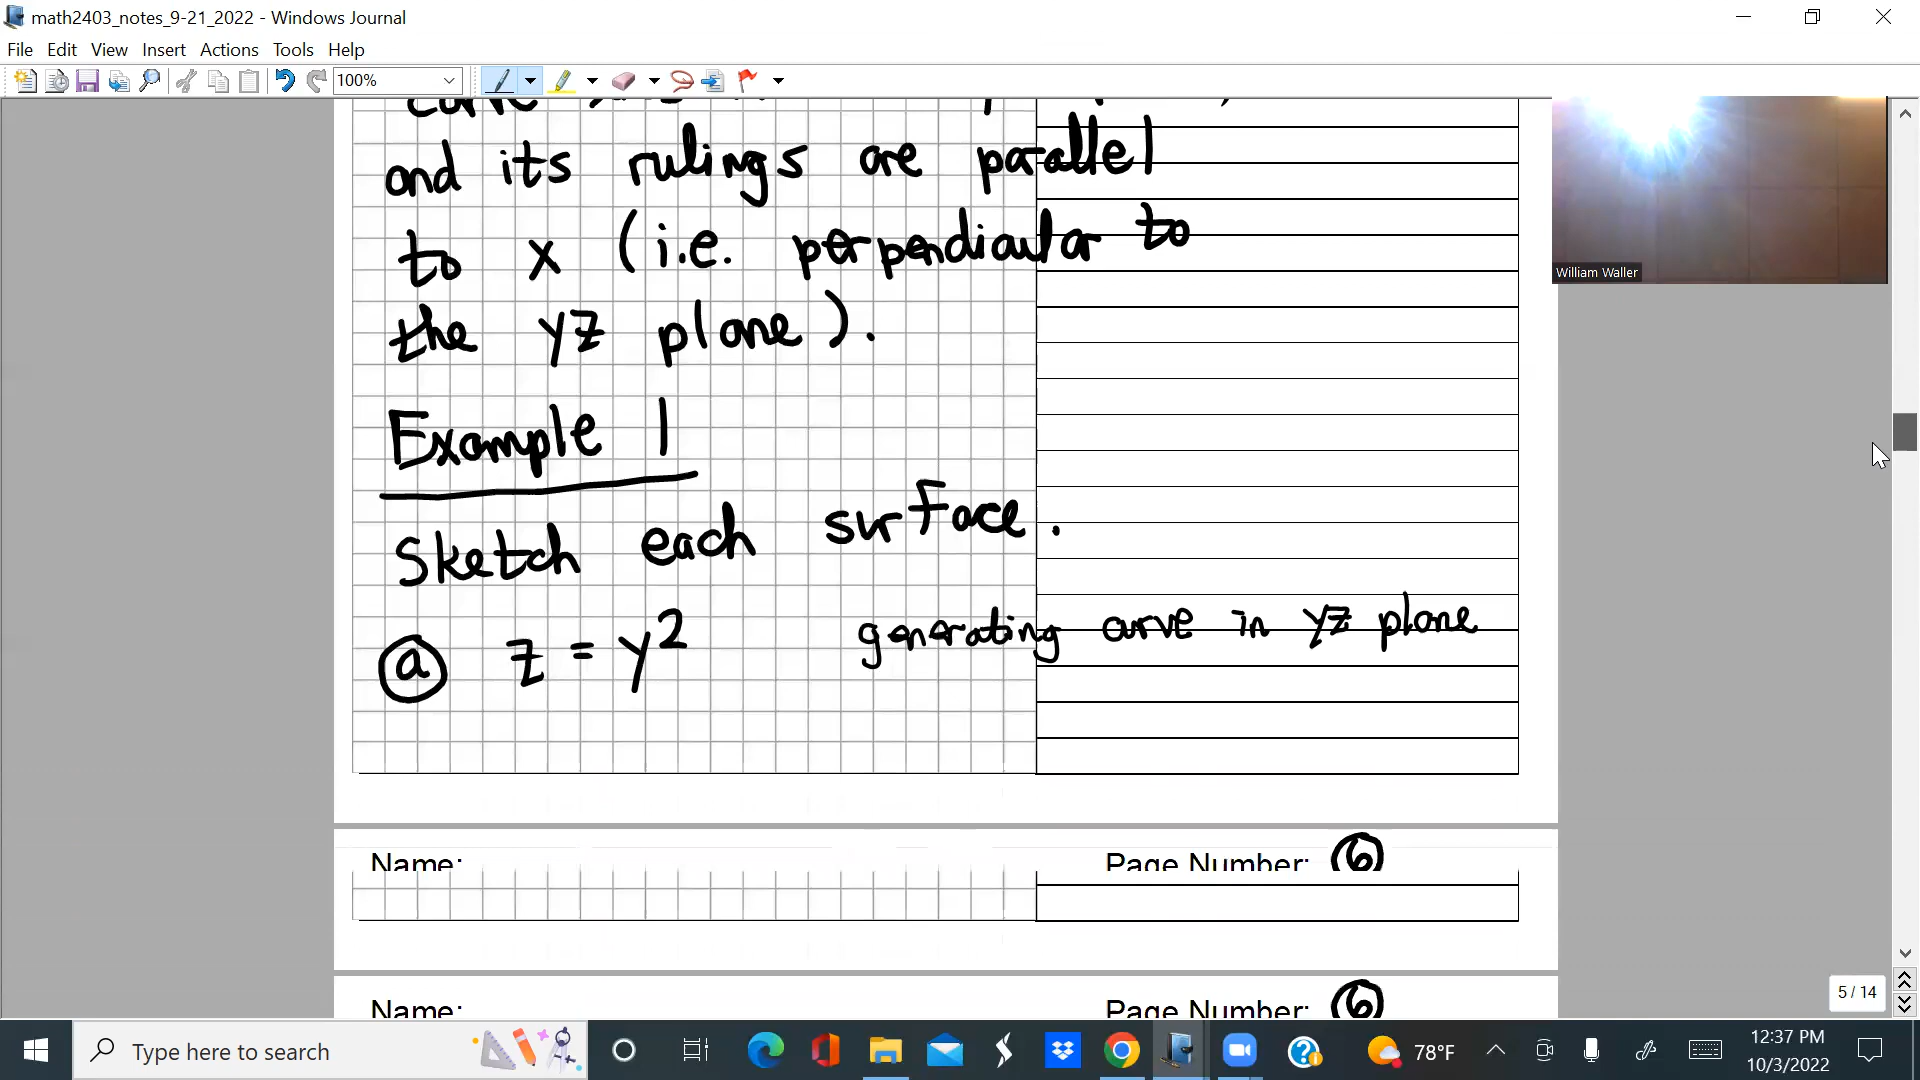 math2403_notes_9-21_2022 - Windows Journal
File Edit View Insert Actions Tools Help
100%
curve
and its rulings are parallel
to x (i.e. perpendicular to
the yz plane).
Example 1
Sketch each surface.
ⓐ z = y² generating curve in yz plane
William Waller
Name: Page Number: ⑥
Name: Page Number: ⑥
5 / 14
Type here to search
78°F
12:37 PM
10/3/2022